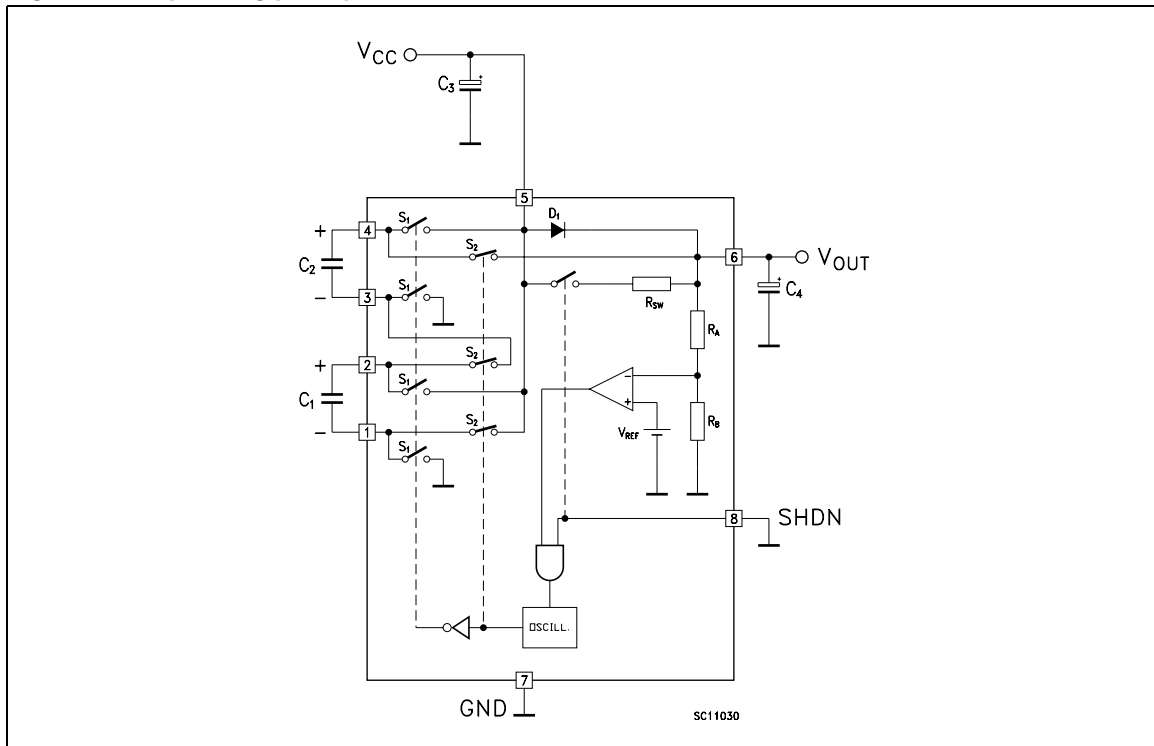 VCC
C3
+
5
D1
S1
4
+
S2
6
VOUT
C2
+
C4
S1
RSW
-
3
RA
S2
+
2
S1
-
+
C1
RB
S2
VREF
-
1
S1
8
SHDN
OSCILL.
7
GND
SC11030